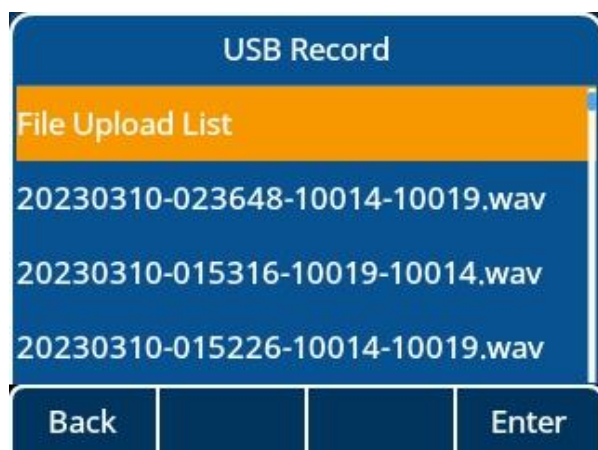 USB Record
File Upload List
20230310-023648-10014-10019.wav
20230310-015316-10019-10014.wav
20230310-015226-10014-10019.wav
Back Enter